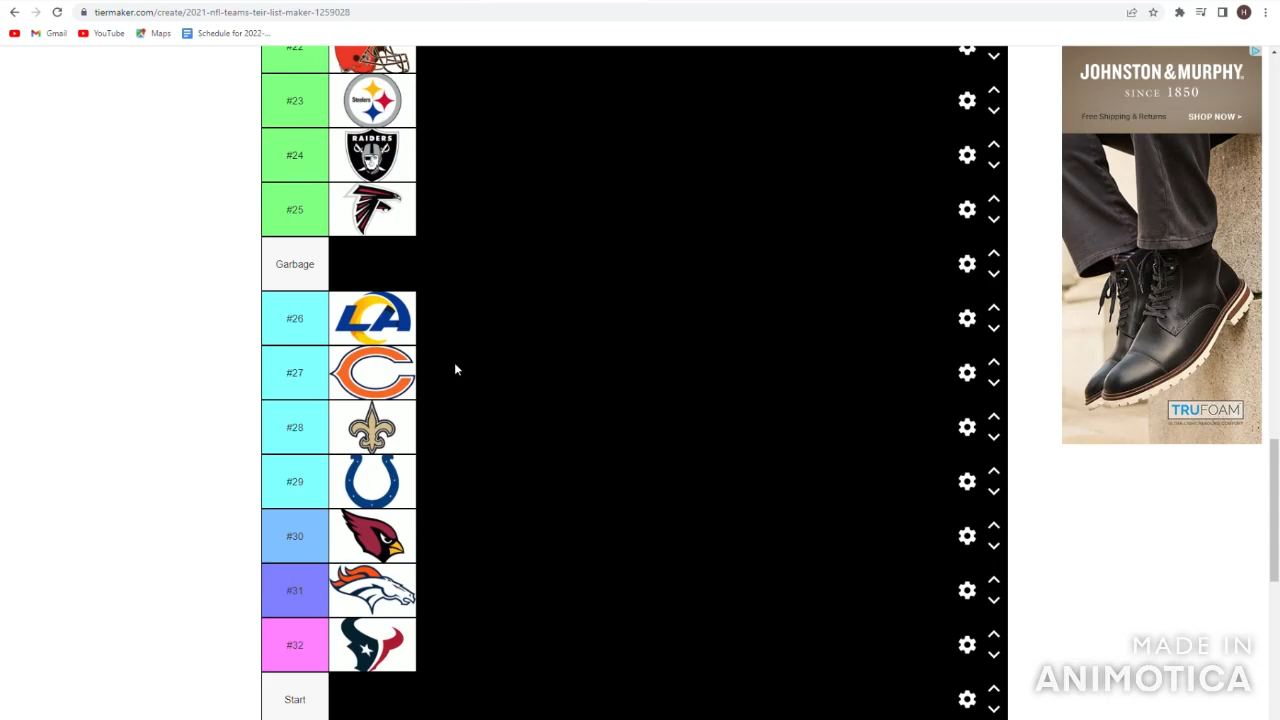 tiermaker.com/create/2021-nfl-teams-teir-list-maker-1259028
H
Gmail
YouTube
Maps
Schedule for 2022-...
#22
#23
Steelers
#24
RAIDERS
#25
Garbage
#26
LA
#27
#28
#29
#30
#31
#32
Start
JOHNSTON & MURPHY.
SINCE 1850
Free Shipping & Returns
SHOP NOW >
TRUFOAM
MADE IN
ANIMOTICA